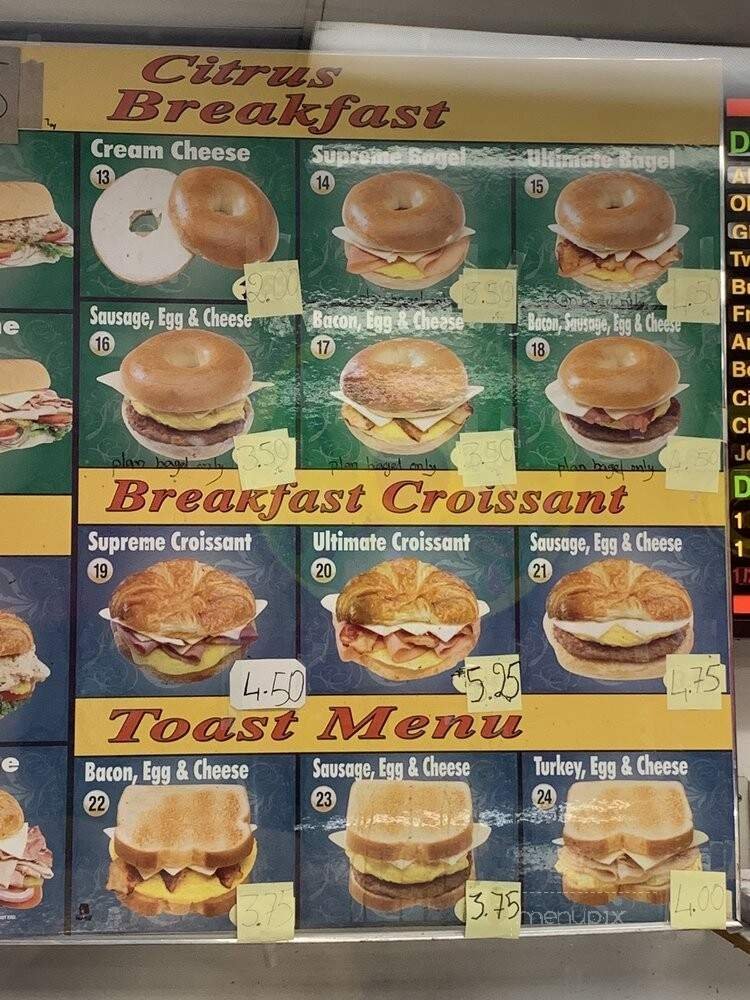 Citrus
Breakfast
Cream Cheese
13
2.00
Supreme Bagel
14
3.50
Ultimate Bagel
15
Sausage, Egg & Cheese
16
3.50
plan bagel only
Bacon, Egg & Cheese
17
3.50
plan bagel only
Bacon, Sausage, Egg & Cheese
18
plan bagel only
Breakfast Croissant
Supreme Croissant
19
4.50
Ultimate Croissant
20
5.25
Sausage, Egg & Cheese
21
4.75
Toast Menu
Bacon, Egg & Cheese
22
3.75
Sausage, Egg & Cheese
23
3.75
Turkey, Egg & Cheese
24
4.00
menupix